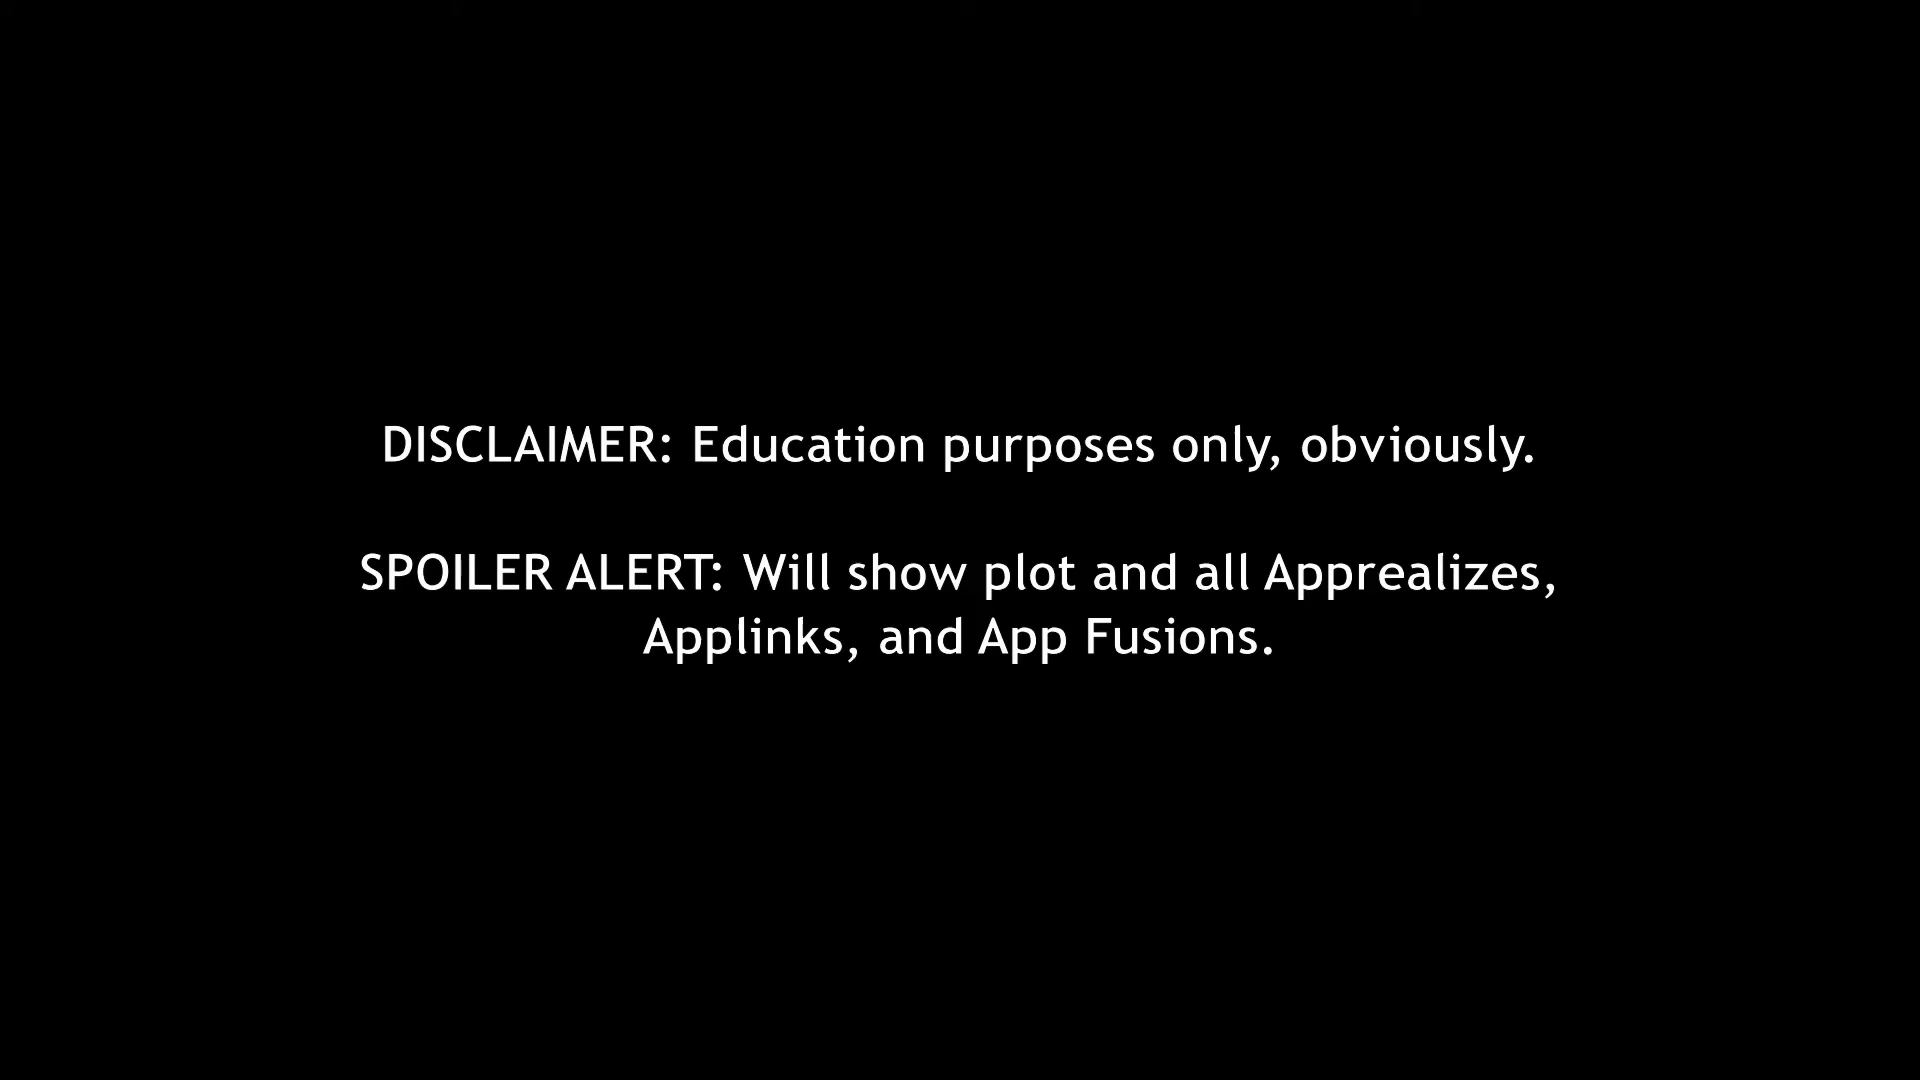 DISCLAIMER: Education purposes only, obviously.
SPOILER ALERT: Will show plot and all Apprealizes,
Applinks, and App Fusions.